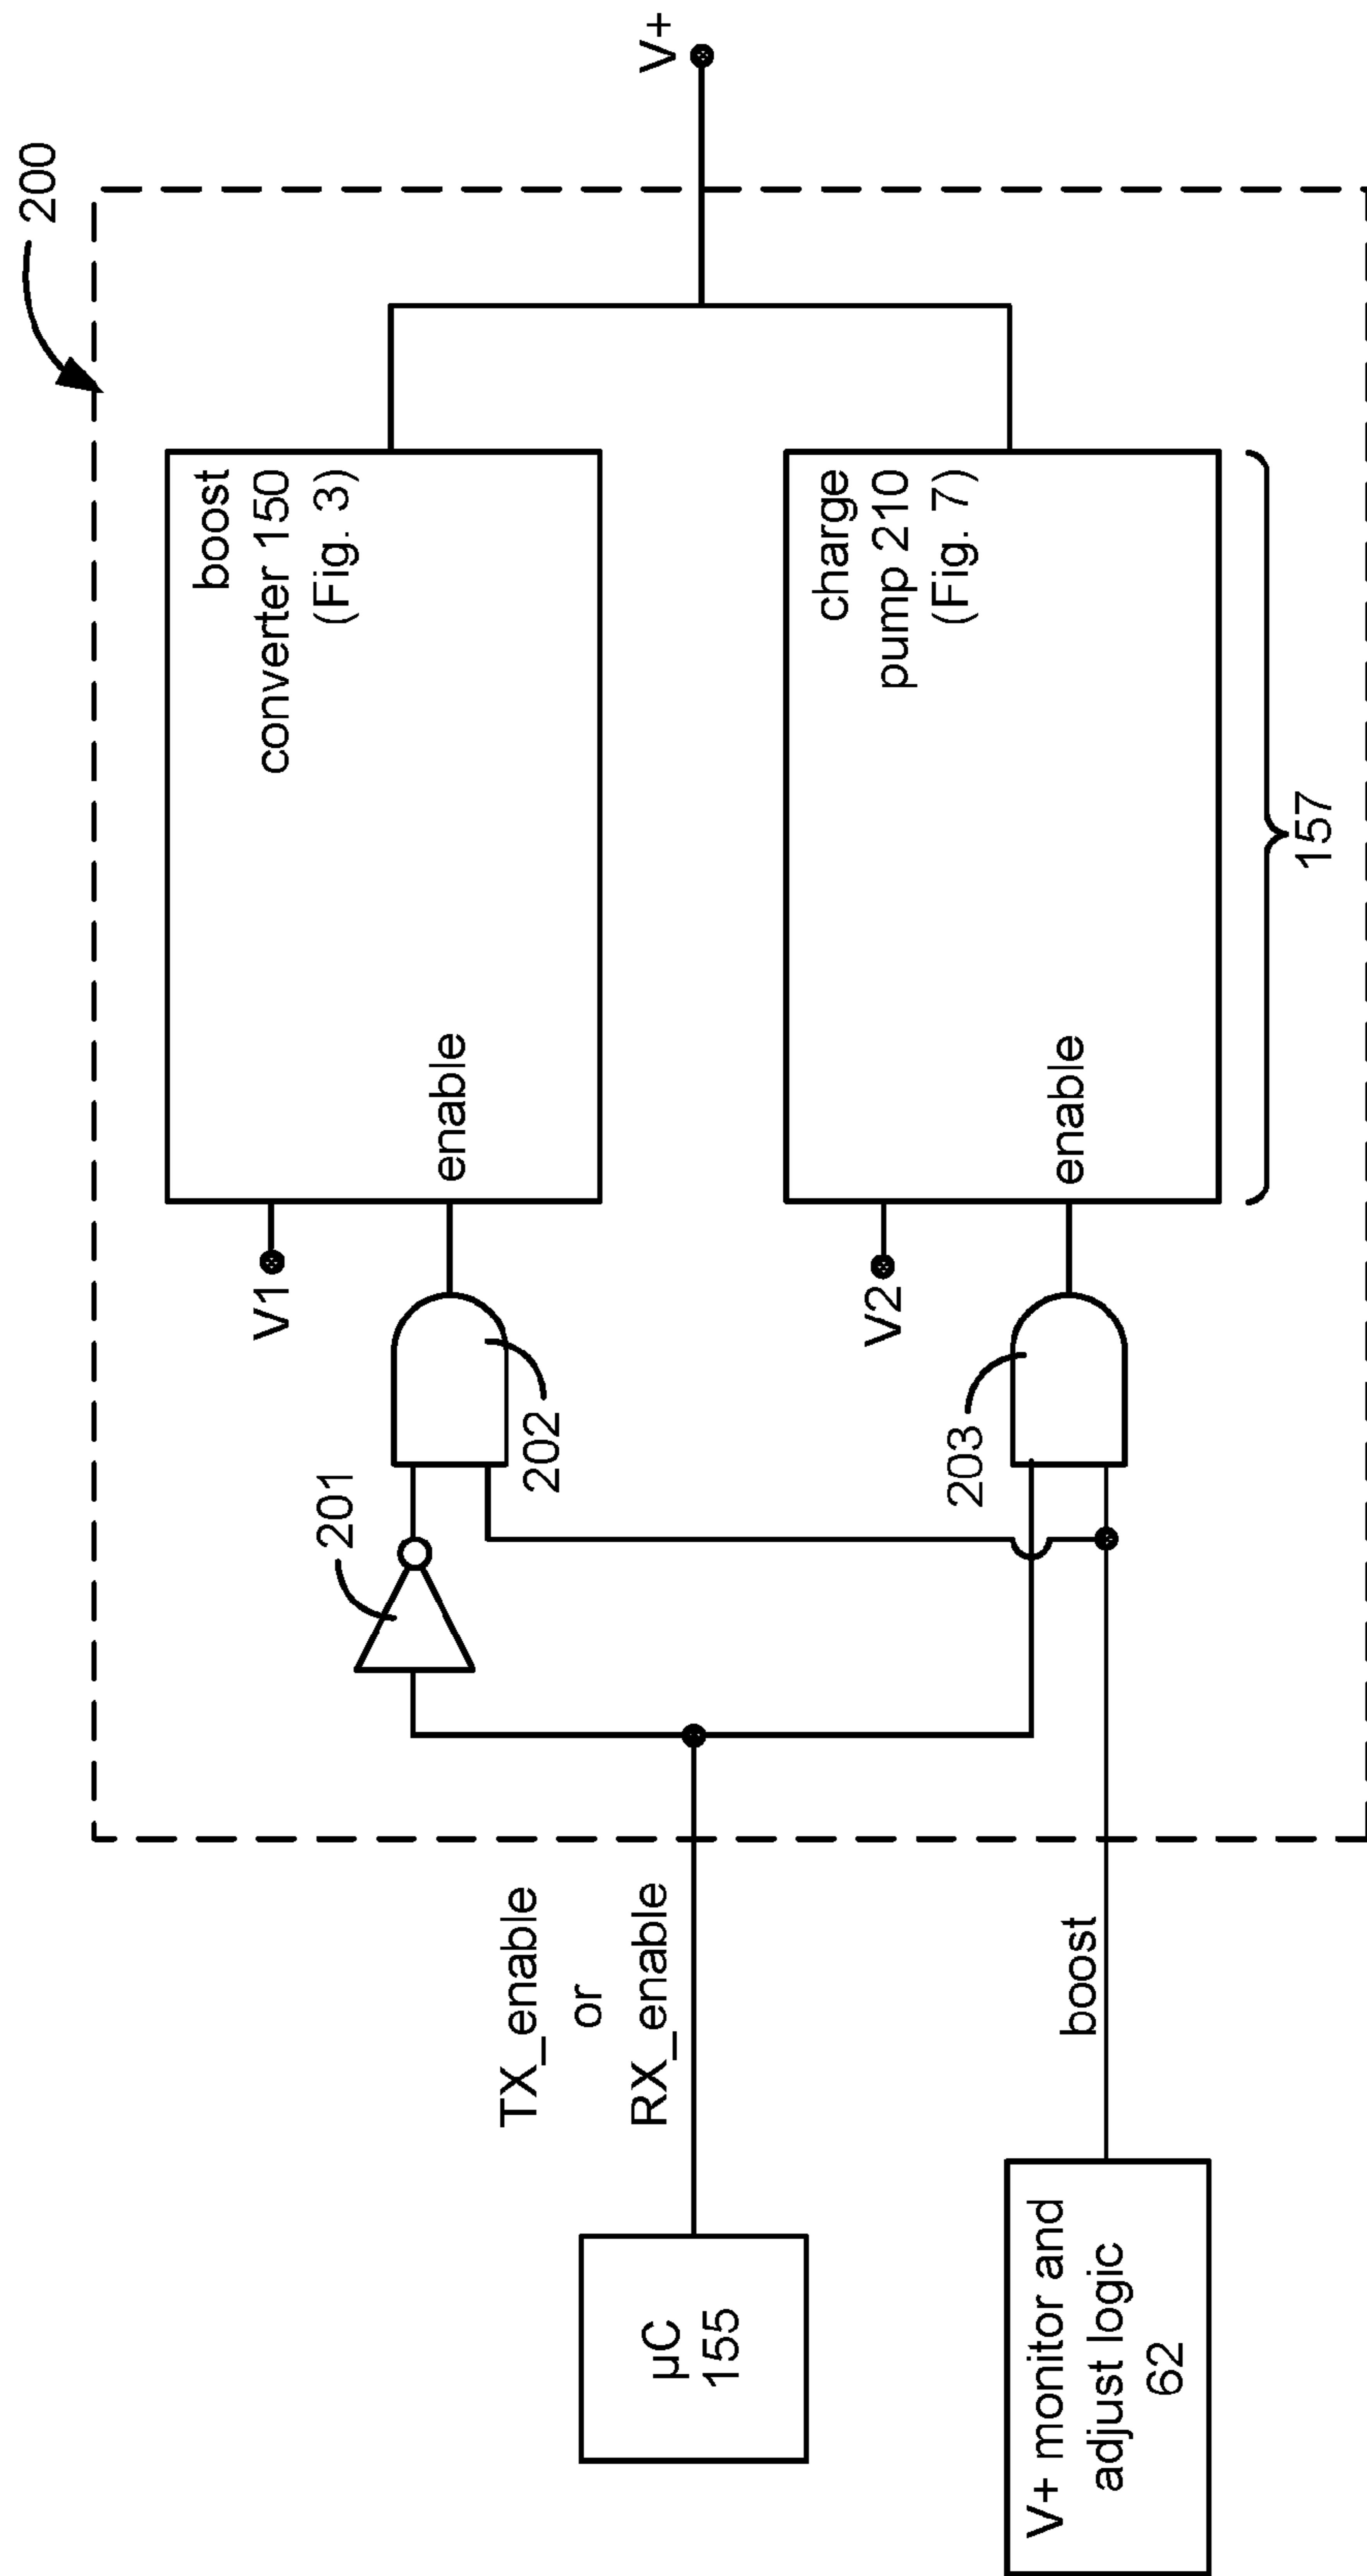 200
boost
converter 150
(Fig. 3)
V+
V1
enable
201
202
TX_enable
or
RX_enable
µC
155
charge
pump 210
(Fig. 7)
V2
enable
203
157
boost
V+ monitor and
adjust logic
62